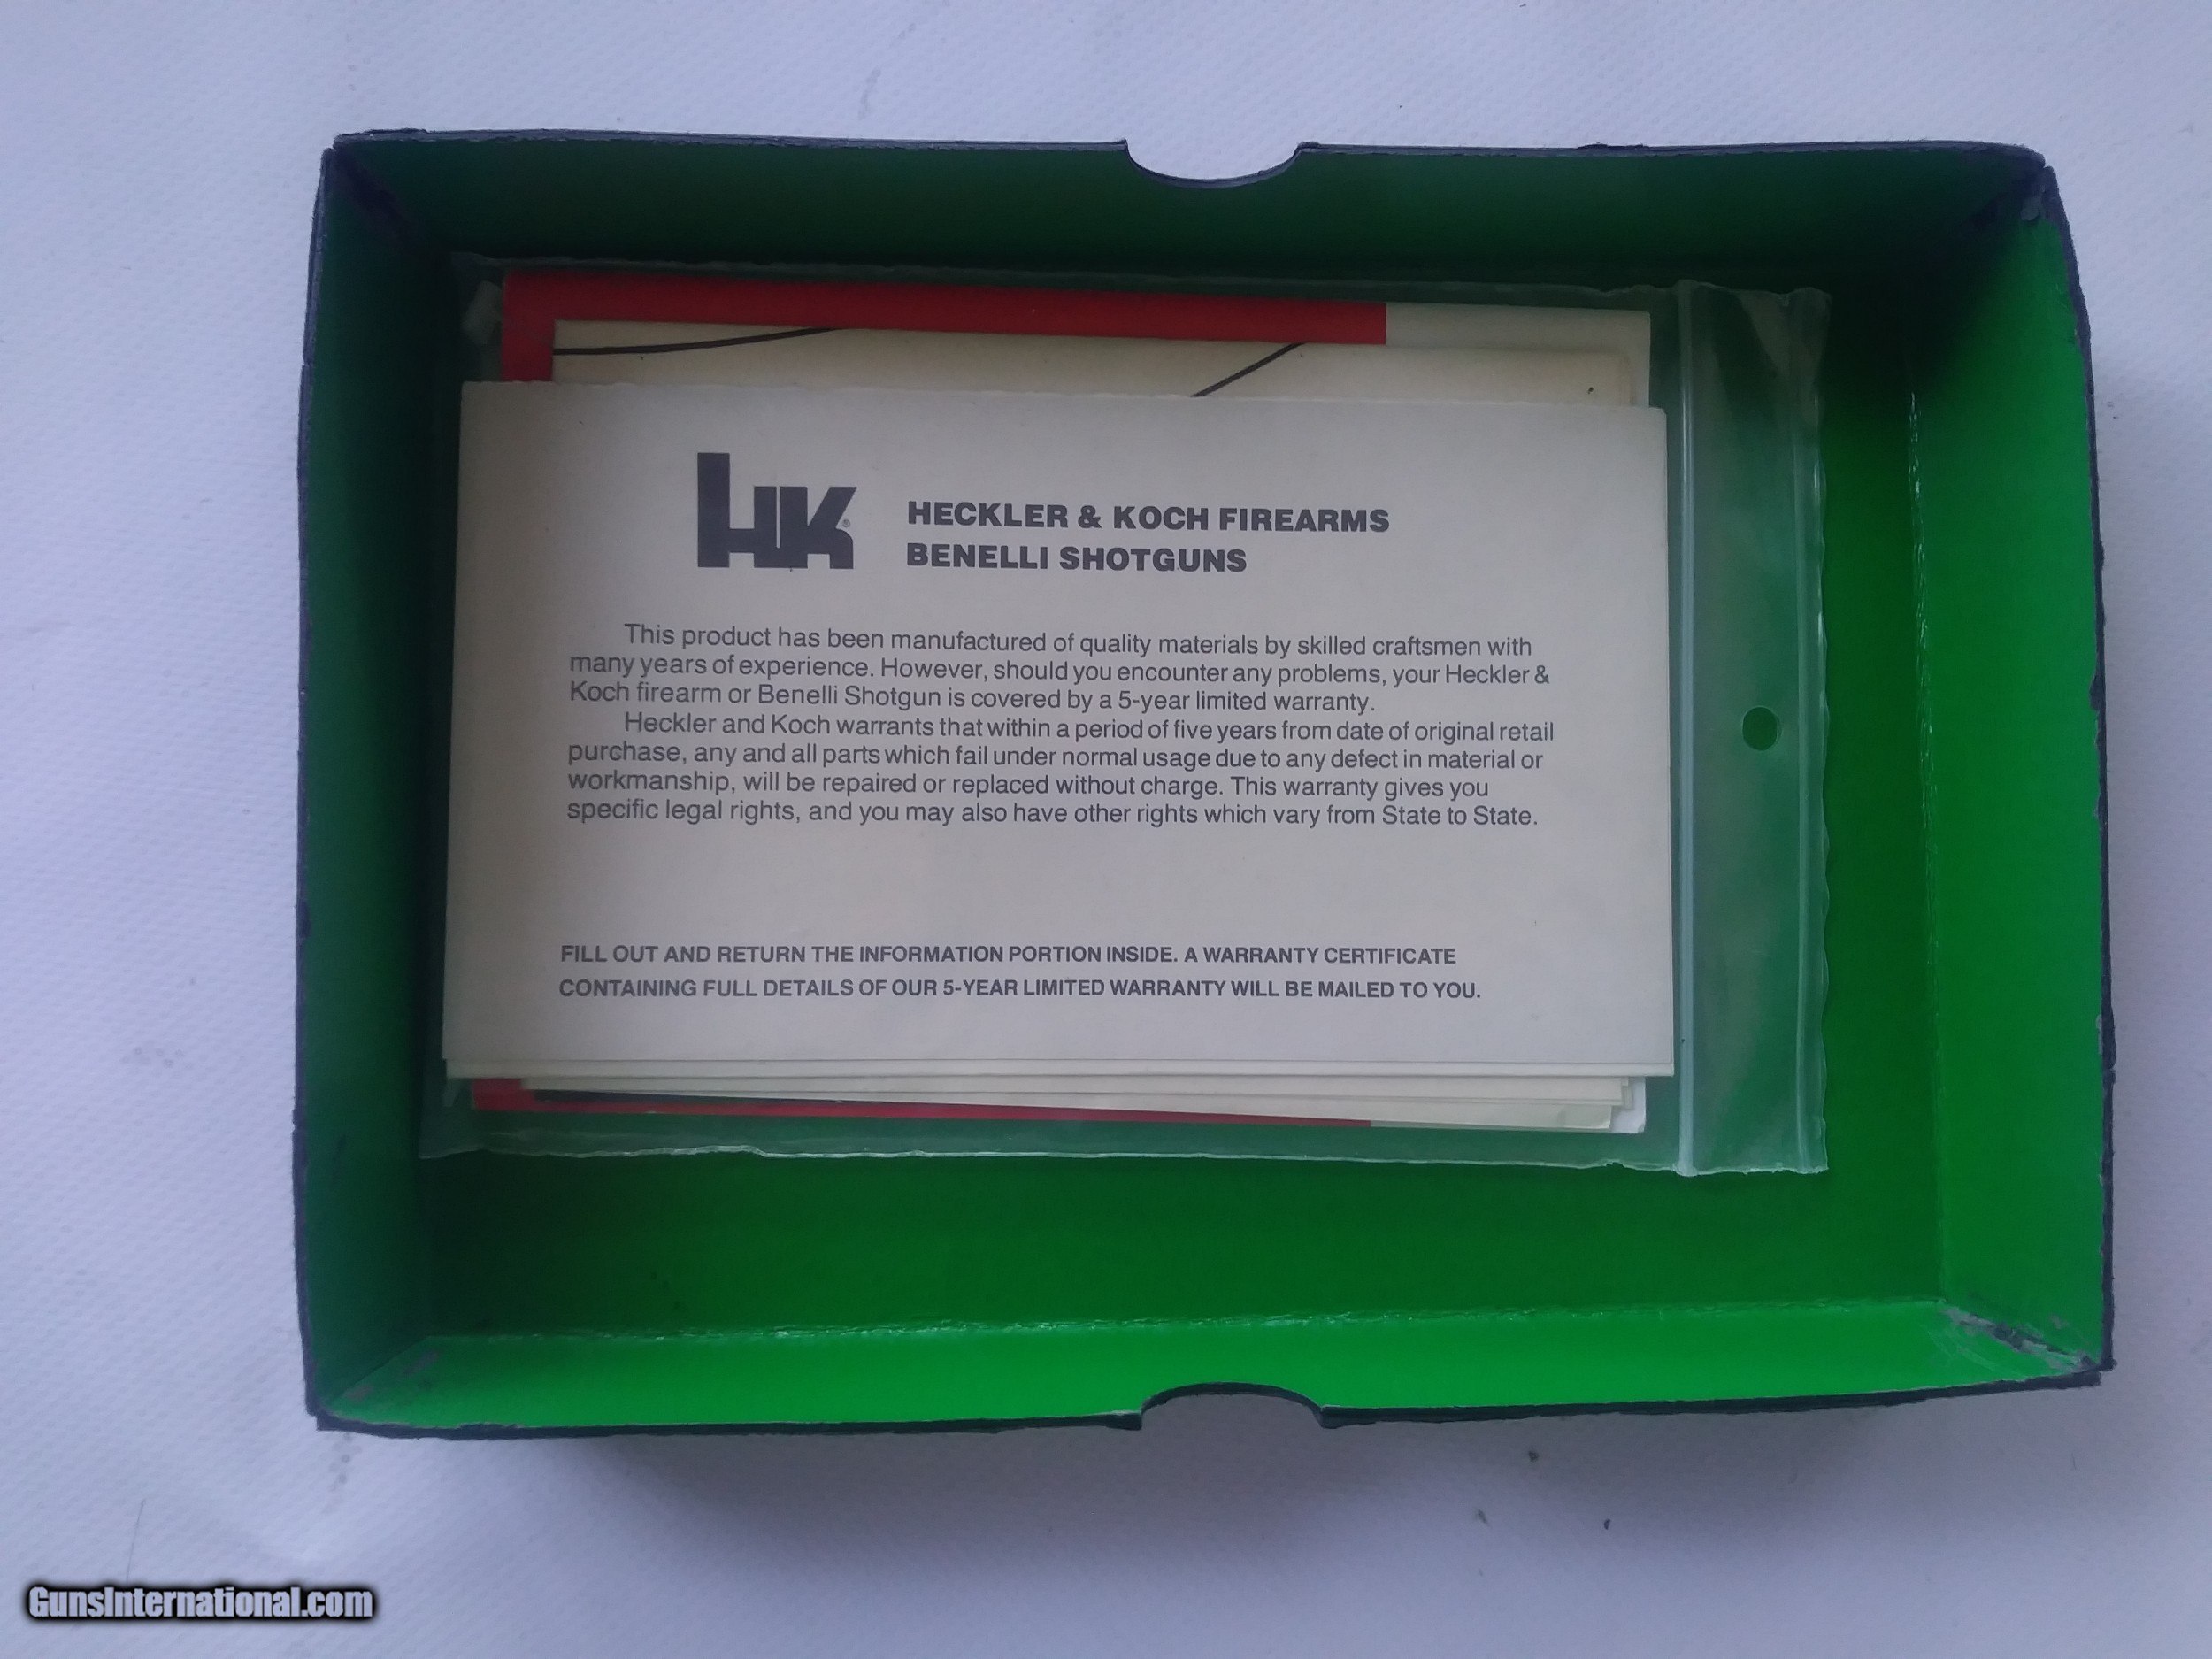 HK®
HECKLER & KOCH FIREARMS
BENELLI SHOTGUNS
This product has been manufactured of quality materials by skilled craftsmen with
many years of experience. However, should you encounter any problems, your Heckler &
Koch firearm or Benelli Shotgun is covered by a 5-year limited warranty.
Heckler and Koch warrants that within a period of five years from date of original retail
purchase, any and all parts which fail under normal usage due to any defect in material or
workmanship, will be repaired or replaced without charge. This warranty gives you
specific legal rights, and you may also have other rights which vary from State to State.
FILL OUT AND RETURN THE INFORMATION PORTION INSIDE. A WARRANTY CERTIFICATE
CONTAINING FULL DETAILS OF OUR 5-YEAR LIMITED WARRANTY WILL BE MAILED TO YOU.
GunsInternational.com